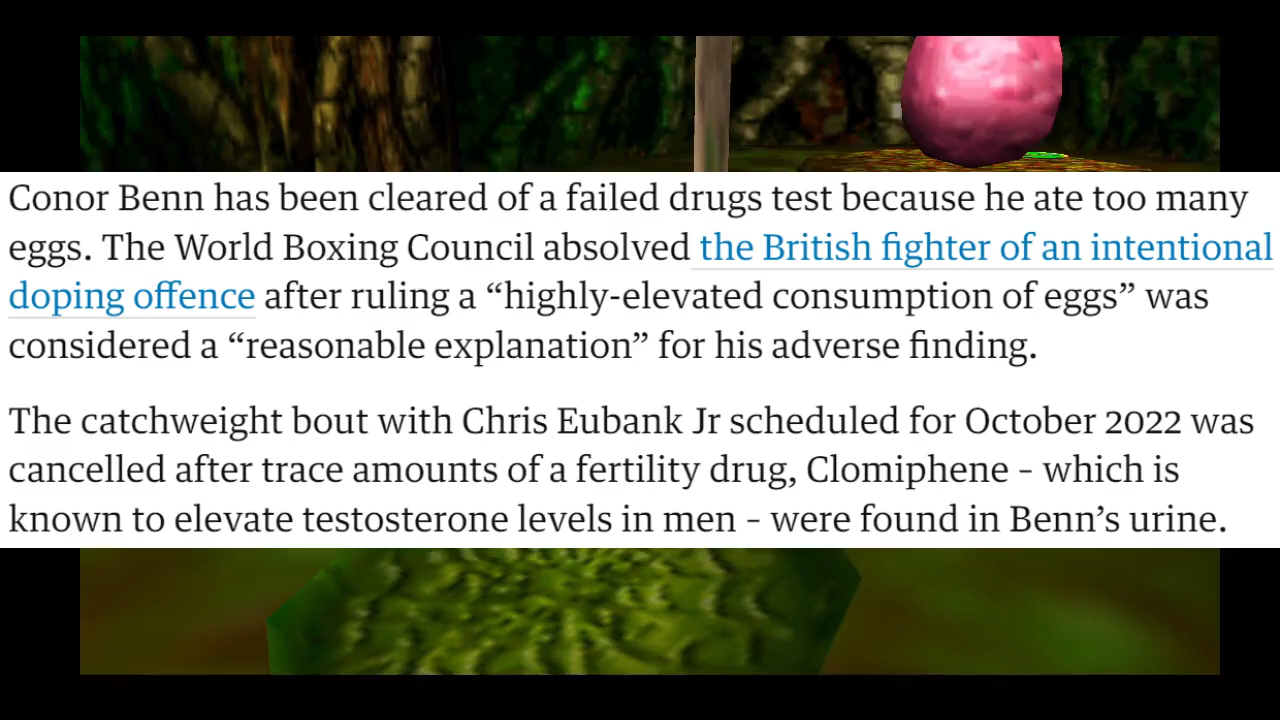 Conor Benn has been cleared of a failed drugs test because he ate too many
eggs. The World Boxing Council absolved the British fighter of an intentional
doping offence after ruling a “highly-elevated consumption of eggs” was
considered a “reasonable explanation” for his adverse finding.
The catchweight bout with Chris Eubank Jr scheduled for October 2022 was
cancelled after trace amounts of a fertility drug, Clomiphene – which is
known to elevate testosterone levels in men – were found in Benn’s urine.